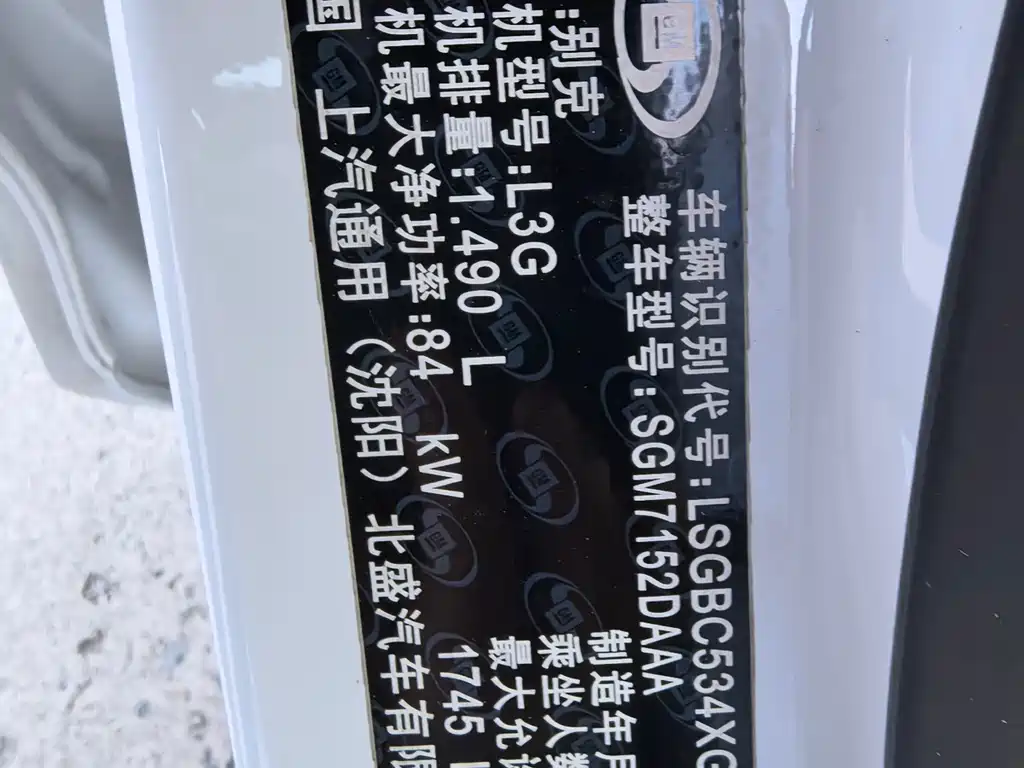 GM
车辆识别代号:LSGBC534XG
整车型号:SGM7152DAAA
:别克
制造年月
机型号:L3G
乘坐人数
机排量:1.490 L
最大允许
机最大净功率:84 kW
1745
国 上汽通用(沈阳)北盛汽车有限